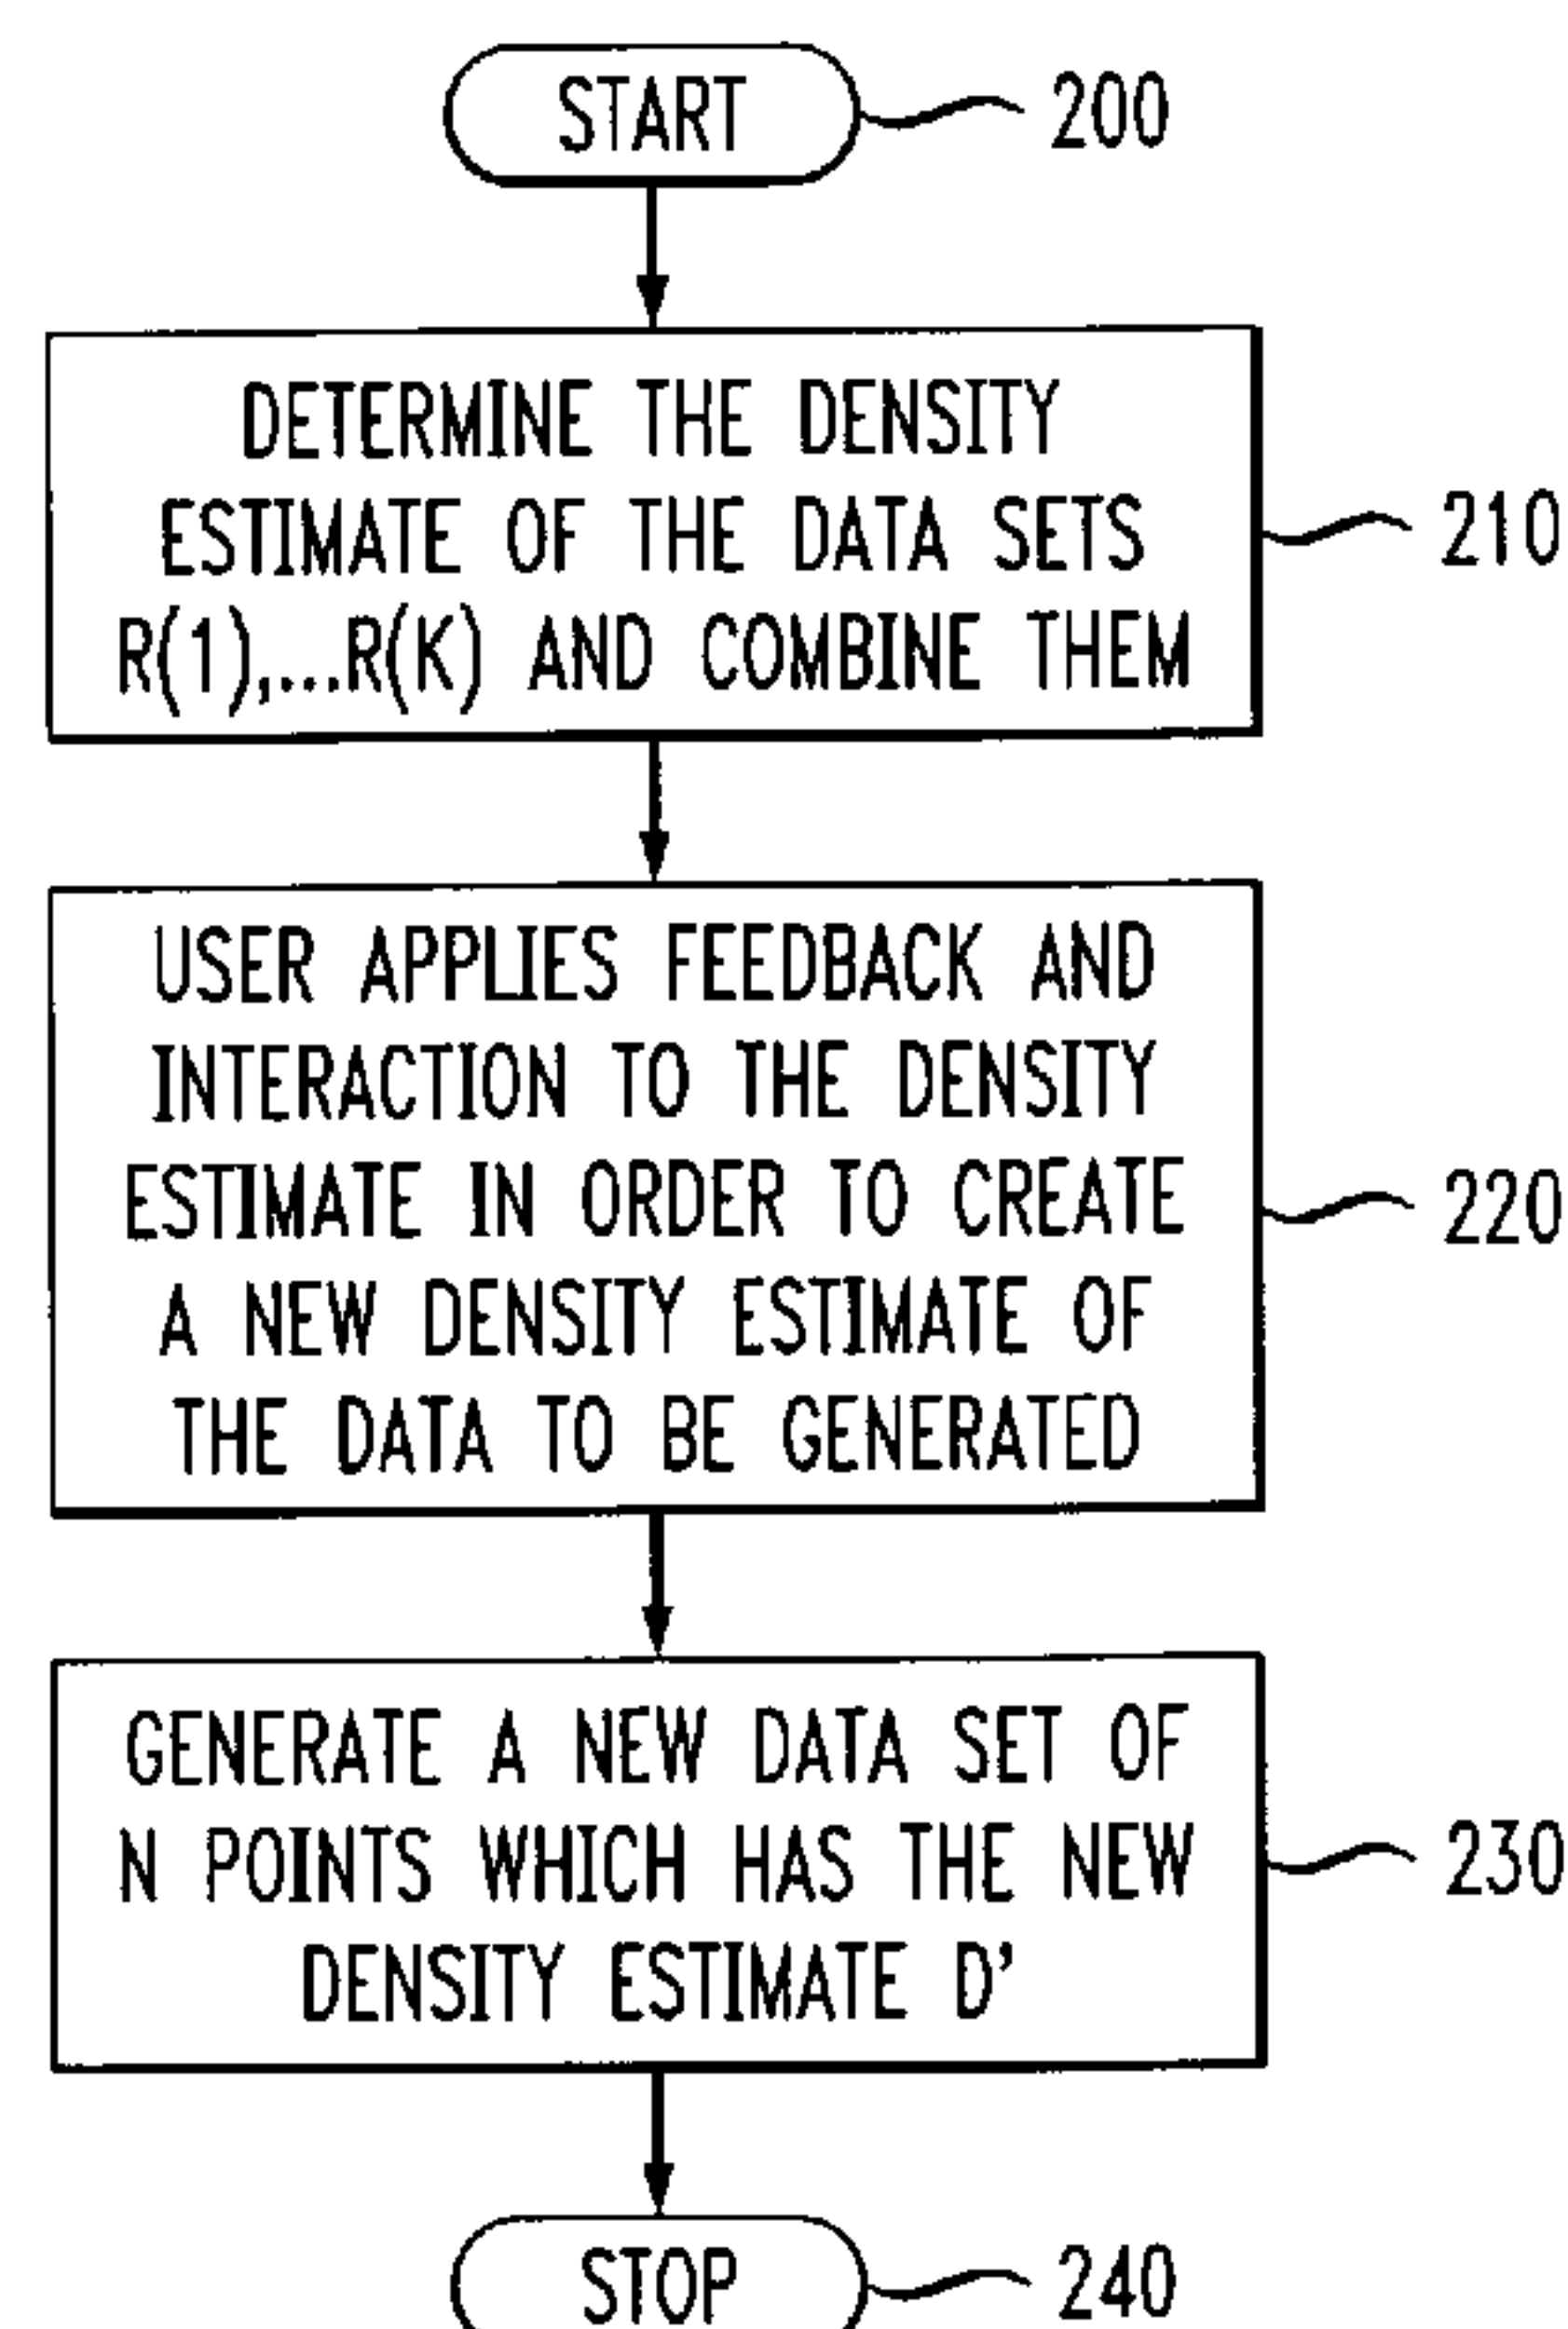 START 200
DETERMINE THE DENSITY
ESTIMATE OF THE DATA SETS
R(1),...R(K) AND COMBINE THEM
210
USER APPLIES FEEDBACK AND
INTERACTION TO THE DENSITY
ESTIMATE IN ORDER TO CREATE
A NEW DENSITY ESTIMATE OF
THE DATA TO BE GENERATED
220
GENERATE A NEW DATA SET OF
N POINTS WHICH HAS THE NEW
DENSITY ESTIMATE D'
230
STOP 240